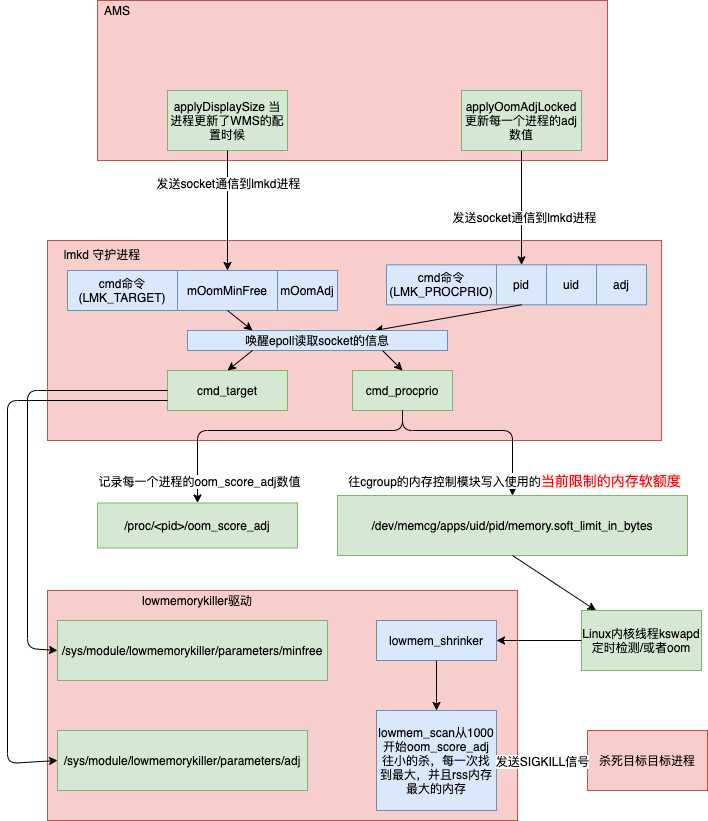 AMS
applyDisplaySize 当
进程更新了WMS的配
置时候
applyOomAdjLocked
更新每一个进程的adj
数值
发送socket通信到lmkd进程
发送socket通信到lmkd进程
lmkd 守护进程
cmd命令
(LMK_TARGET)
mOomMinFree
mOomAdj
cmd命令
(LMK_PROCPRIO)
pid
uid
adj
唤醒epoll读取socket的信息
cmd_target
cmd_procprio
记录每一个进程的oom_score_adj数值
往cgroup的内存控制模块写入使用的当前限制的内存软额度
/proc/<pid>/oom_score_adj
/dev/memcg/apps/uid/pid/memory.soft_limit_in_bytes
lowmemorykiller驱动
/sys/module/lowmemorykiller/parameters/minfree
lowmem_shrinker
Linux内核线程kswapd
定时检测/或者oom
/sys/module/lowmemorykiller/parameters/adj
lowmem_scan从1000
开始oom_score_adj
往小的杀，每一次找
到最大，并且rss内存
最大的内存
发送SIGKILL信号
杀死目标目标进程